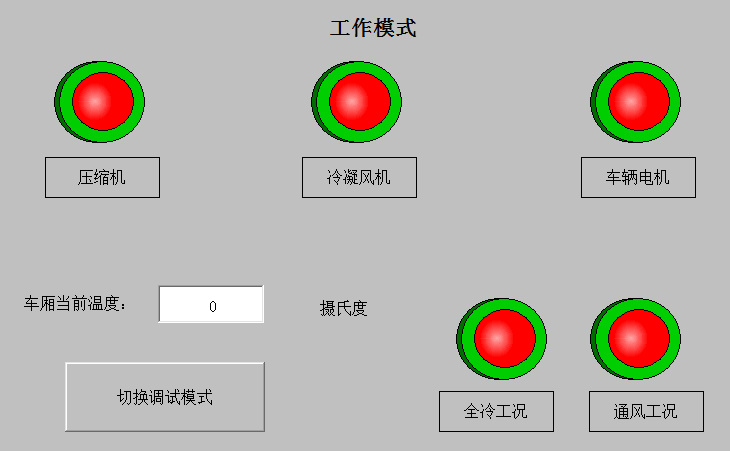 工作模式
压缩机
冷凝风机
车辆电机
车厢当前温度：
0
摄氏度
切换调试模式
全冷工况
通风工况